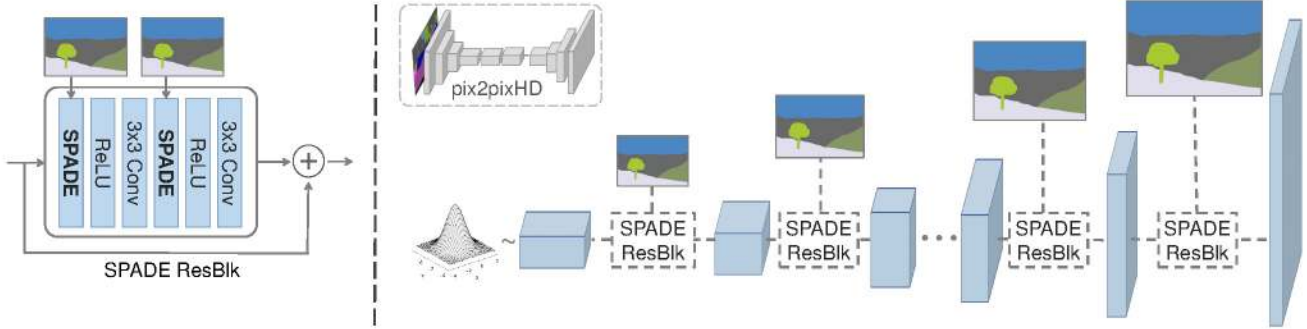 SPADE
ReLU
3x3 Conv
SPADE
ReLU
3x3 Conv
SPADE ResBlk
pix2pixHD
~
SPADE
ResBlk
SPADE
ResBlk
SPADE
ResBlk
SPADE
ResBlk